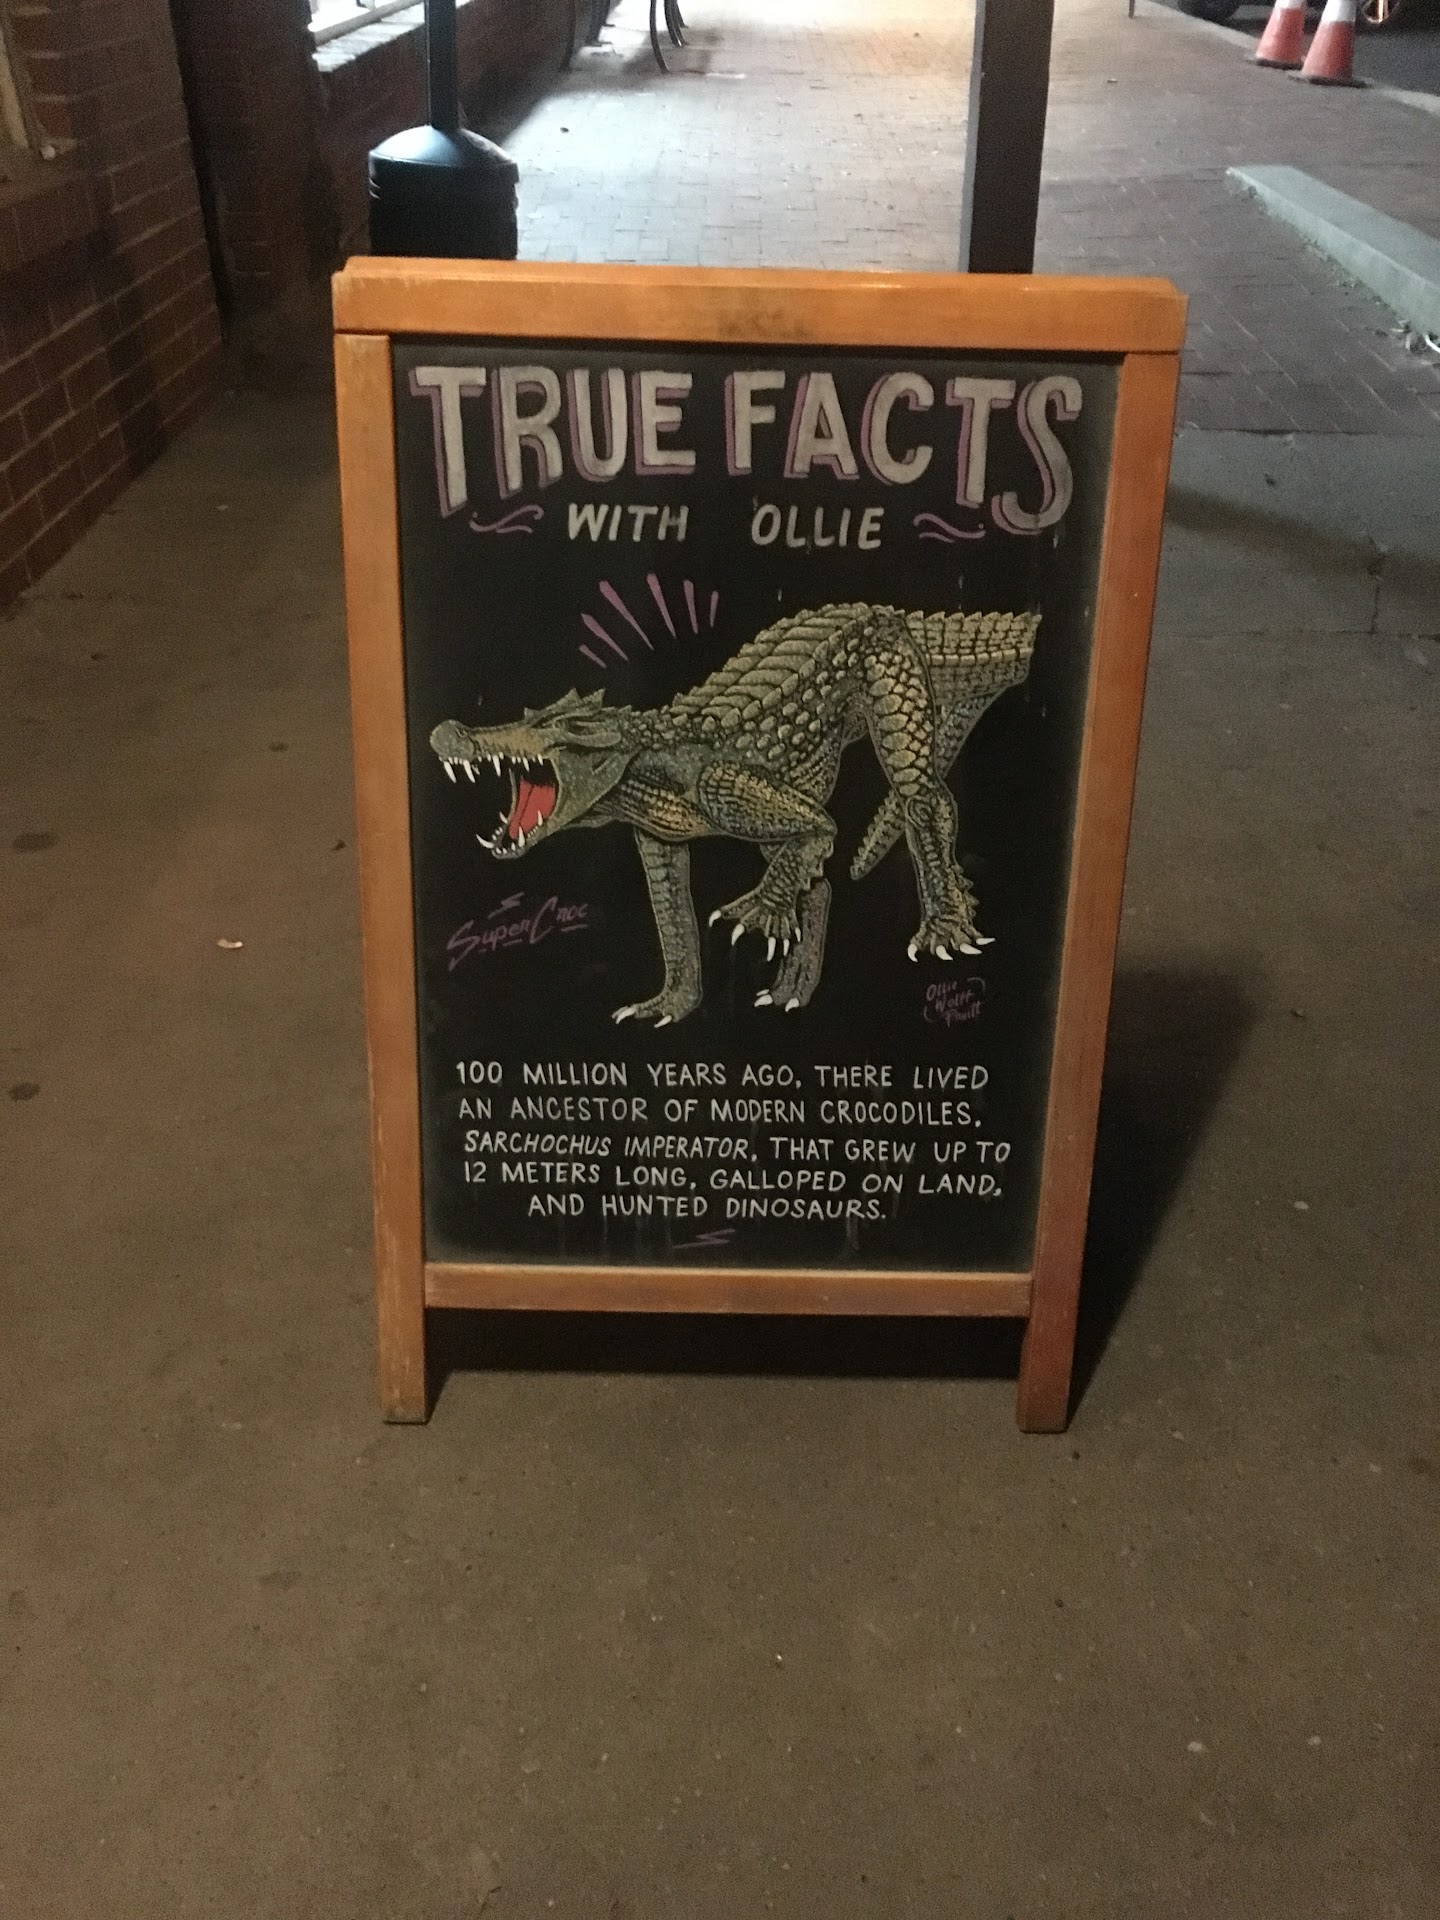 TRUE FACTS
WITH OLLIE
SuperCroc
Ollie
100 MILLION YEARS AGO, THERE LIVED
AN ANCESTOR OF MODERN CROCODILES,
SARCHOCHUS IMPERATOR, THAT GREW UP TO
12 METERS LONG, GALLOPED ON LAND,
AND HUNTED DINOSAURS.